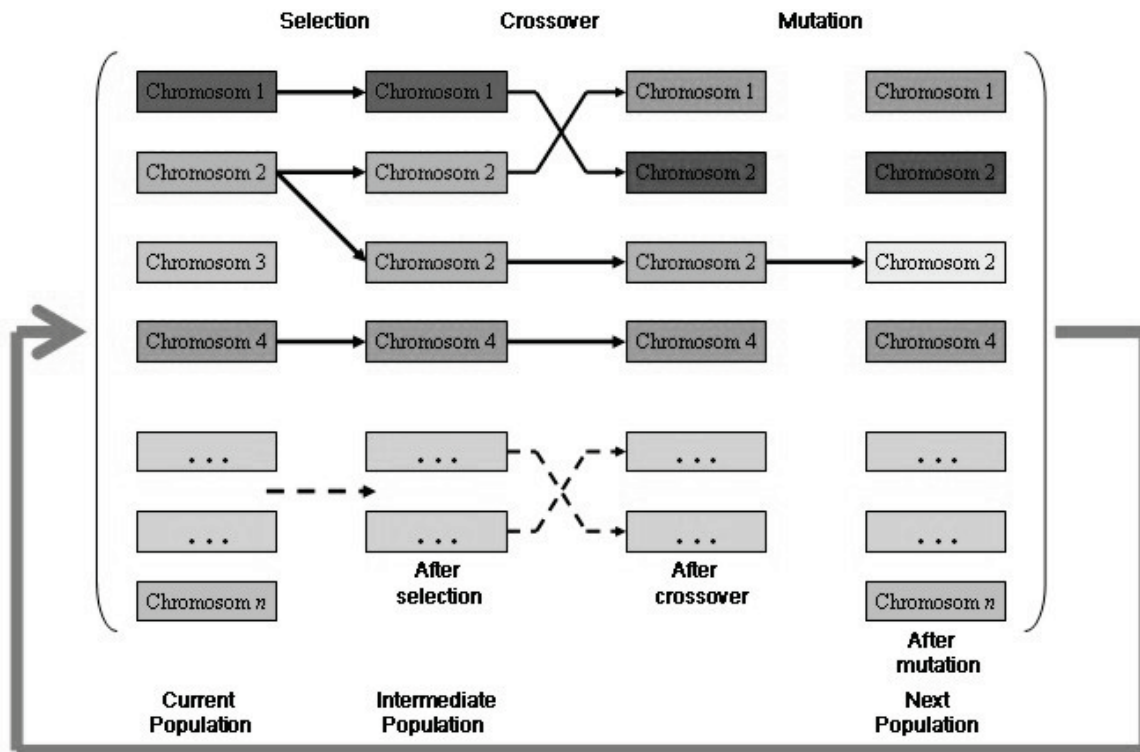 Selection Crossover Mutation
Chromosom 1 Chromosom 1 Chromosom 1 Chromosom 1
Chromosom 2 Chromosom 2 Chromosom 2 Chromosom 2
Chromosom 3 Chromosom 2 Chromosom 2 Chromosom 2
Chromosom 4 Chromosom 4 Chromosom 4 Chromosom 4
... ... ... ...
... ... ... ...
After selection
After crossover
Chromosom n Chromosom n
After mutation
Current Population
Intermediate Population
Next Population